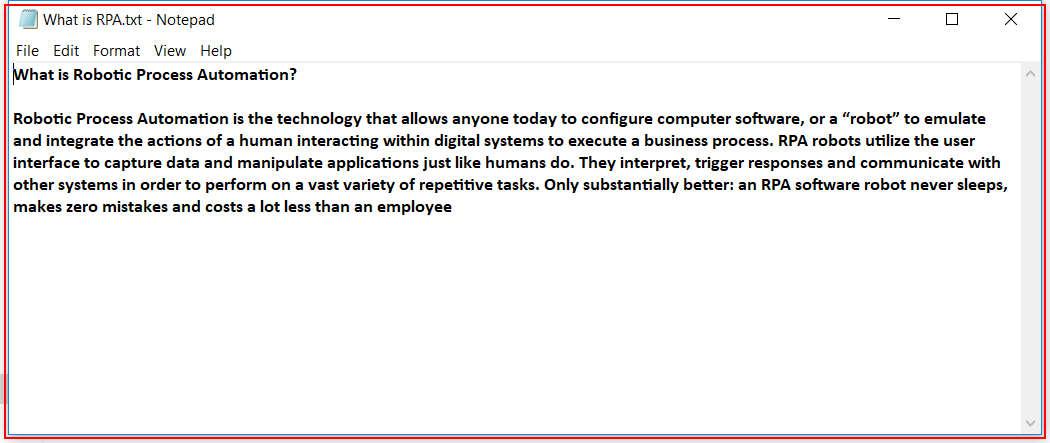 What is RPA.txt - Notepad
File Edit Format View Help
What is Robotic Process Automation?
Robotic Process Automation is the technology that allows anyone today to configure computer software, or a “robot” to emulate
and integrate the actions of a human interacting within digital systems to execute a business process. RPA robots utilize the user
interface to capture data and manipulate applications just like humans do. They interpret, trigger responses and communicate with
other systems in order to perform on a vast variety of repetitive tasks. Only substantially better: an RPA software robot never sleeps,
makes zero mistakes and costs a lot less than an employee